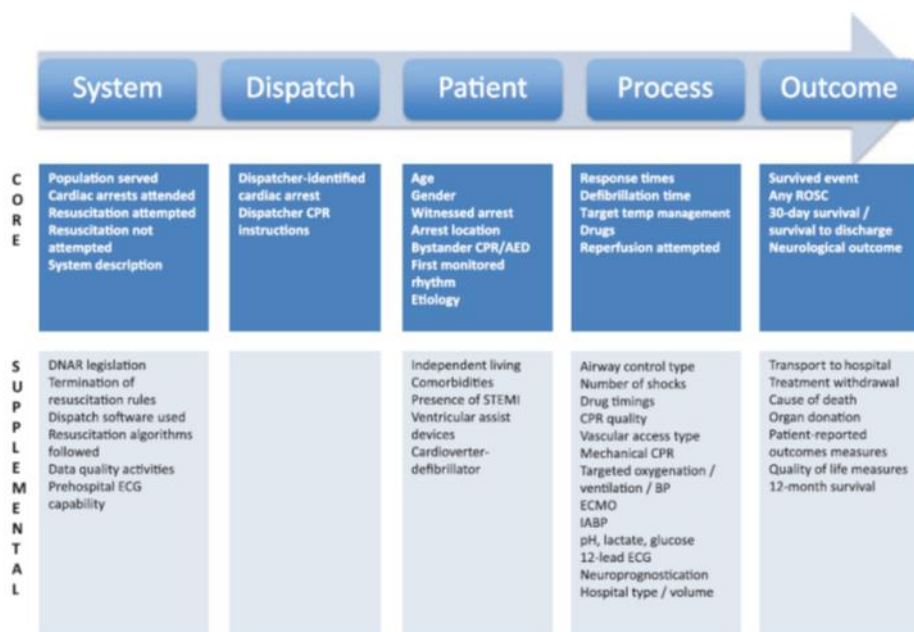 System
Dispatch
Patient
Process
Outcome
CORE
Population served
Cardiac arrests attended
Resuscitation attempted
Resuscitation not
attempted
System description
Dispatcher-identified
cardiac arrest
Dispatcher CPR
instructions
Age
Gender
Witnessed arrest
Arrest location
Bystander CPR/AED
First monitored
rhythm
Etiology
Response times
Defibrillation time
Target temp management
Drugs
Reperfusion attempted
Survived event
Any ROSC
30-day survival /
survival to discharge
Neurological outcome
SUPPLEMENTAL
DNAR legislation
Termination of
resuscitation rules
Dispatch software used
Resuscitation algorithms
followed
Data quality activities
Prehospital ECG
capability
Independent living
Comorbidities
Presence of STEMI
Ventricular assist
devices
Cardioverter-
defibrillator
Airway control type
Number of shocks
Drug timings
CPR quality
Vascular access type
Mechanical CPR
Targeted oxygenation /
ventilation / BP
ECMO
IABP
pH, lactate, glucose
12-lead ECG
Neuroprognostication
Hospital type / volume
Transport to hospital
Treatment withdrawal
Cause of death
Organ donation
Patient-reported
outcomes measures
Quality of life measures
12-month survival